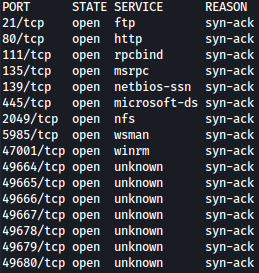 PORT STATE SERVICE REASON
21/tcp open ftp syn-ack
80/tcp open http syn-ack
111/tcp open rpcbind syn-ack
135/tcp open msrpc syn-ack
139/tcp open netbios-ssn syn-ack
445/tcp open microsoft-ds syn-ack
2049/tcp open nfs syn-ack
5985/tcp open wsman syn-ack
47001/tcp open winrm syn-ack
49664/tcp open unknown syn-ack
49665/tcp open unknown syn-ack
49666/tcp open unknown syn-ack
49667/tcp open unknown syn-ack
49678/tcp open unknown syn-ack
49679/tcp open unknown syn-ack
49680/tcp open unknown syn-ack